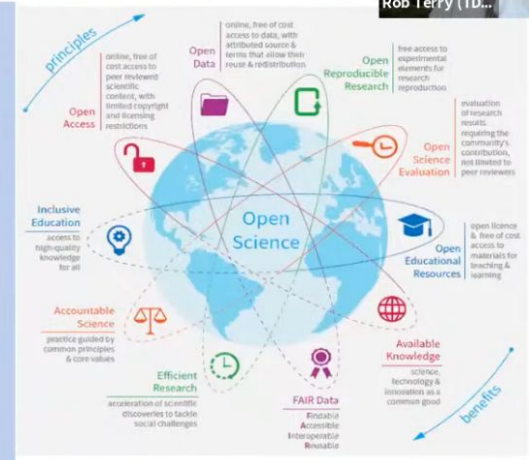 Rob Terry (TD...
principles
Open
Access
online, free of
cost access to
peer reviewed
scientific
content, with
limited copyright
and licensing
restrictions
Open
Data
online, free of cost
access to data, with
attributed source &
terms that allow their
reuse & redistribution
Open
Reproducible
Research
free access to
experimental
elements for
research
reproduction
Open
Science
Evaluation
evaluation
of research
results
requiring the
community's
contribution,
not limited to
peer reviewers
Inclusive
Education
access to
high-quality
knowledge
for all
Open
Science
Open
Educational
Resources
open licence
& free of cost
access to
materials for
teaching &
learning
Accountable
Science
practice guided by
common principles
& core values
Efficient
Research
acceleration of scientific
discoveries to tackle
social challenges
FAIR Data
Findable
Accessible
Interoperable
Reusable
Available
Knowledge
science,
technology &
innovation as a
common good
benefits